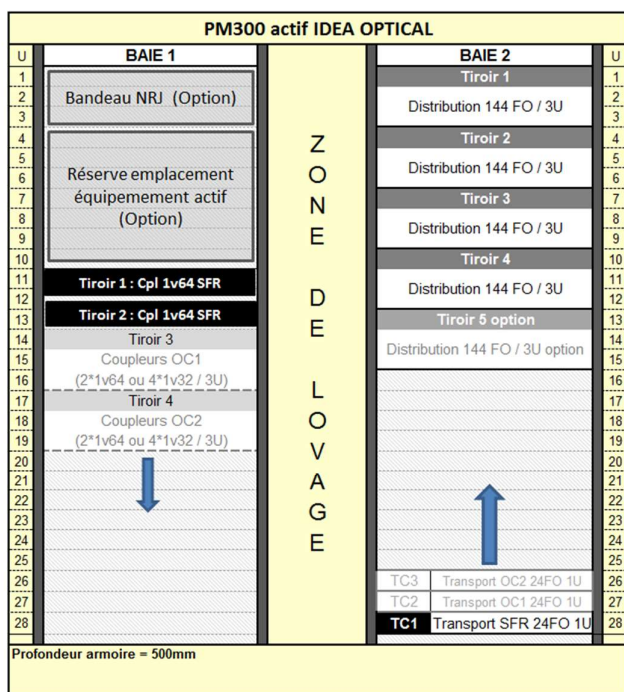 PM300 actif IDEA OPTICAL
U
BAIE 1
BAIE 2
U
1
2
3
4
5
6
7
8
9
10
11
12
13
14
15
16
17
18
19
20
21
22
23
24
25
26
27
28
Bandeau NRJ (Option)
Réserve emplacement
équipemement actif
(Option)
Tiroir 1 : Cpl 1v64 SFR
Tiroir 2 : Cpl 1v64 SFR
Tiroir 3
Coupleurs OC1
(2*1v64 ou 4*1v32 / 3U)
Tiroir 4
Coupleurs OC2
(2*1v64 ou 4*1v32 / 3U)
ZONE DE LOVAGE
Tiroir 1
Distribution 144 FO / 3U
Tiroir 2
Distribution 144 FO / 3U
Tiroir 3
Distribution 144 FO / 3U
Tiroir 4
Distribution 144 FO / 3U
Tiroir 5 option
Distribution 144 FO / 3U option
TC3 Transport OC2 24FO 1U
TC2 Transport OC1 24FO 1U
TC1 Transport SFR 24FO 1U
1
2
3
4
5
6
7
8
9
10
11
12
13
14
15
16
17
18
19
20
21
22
23
24
25
26
27
28
Profondeur armoire = 500mm